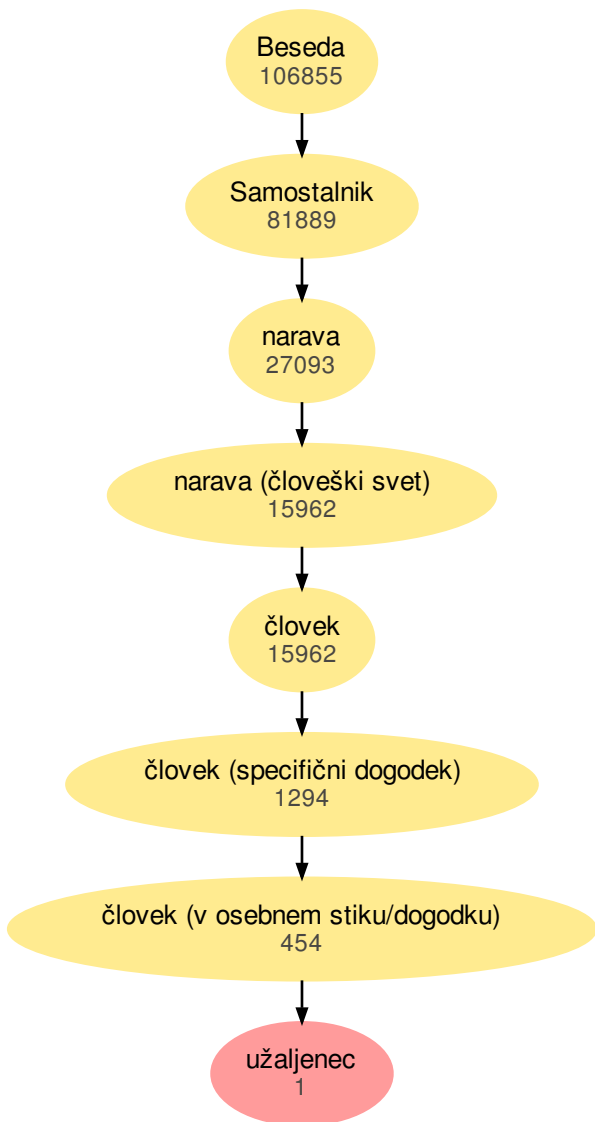 Beseda
106855
Samostalnik
81889
narava
27093
narava (človeški svet)
15962
človek
15962
človek (specifični dogodek)
1294
človek (v osebnem stiku/dogodku)
454
užaljenec
1